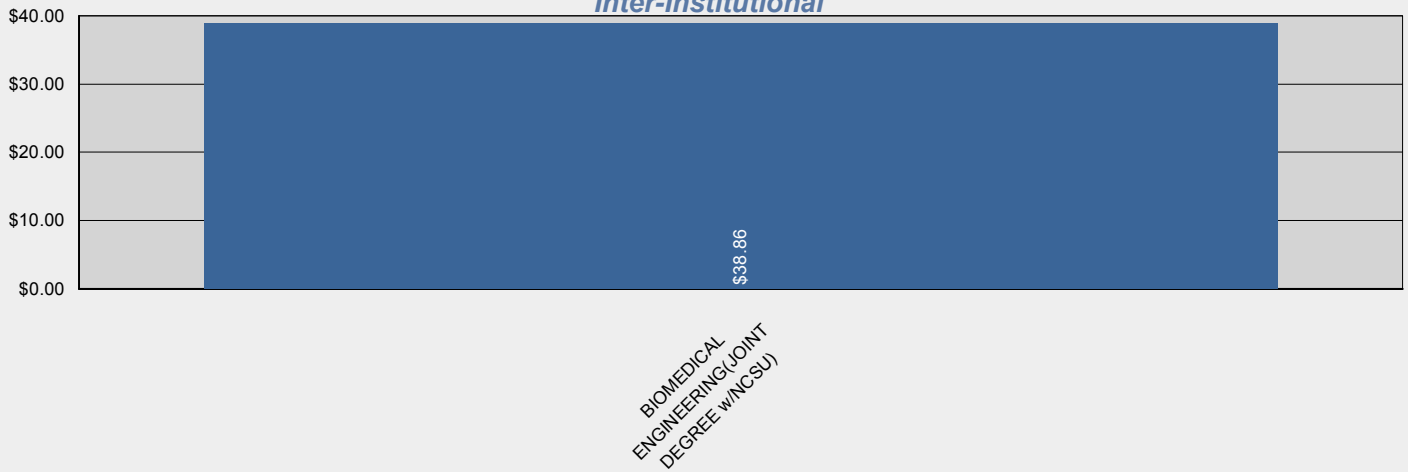 Inter-Institutional
$40.00
$30.00
$20.00
$10.00
$0.00
$38.86
BIOMEDICAL
ENGINEERING(JOINT
DEGREE w/NCSU)